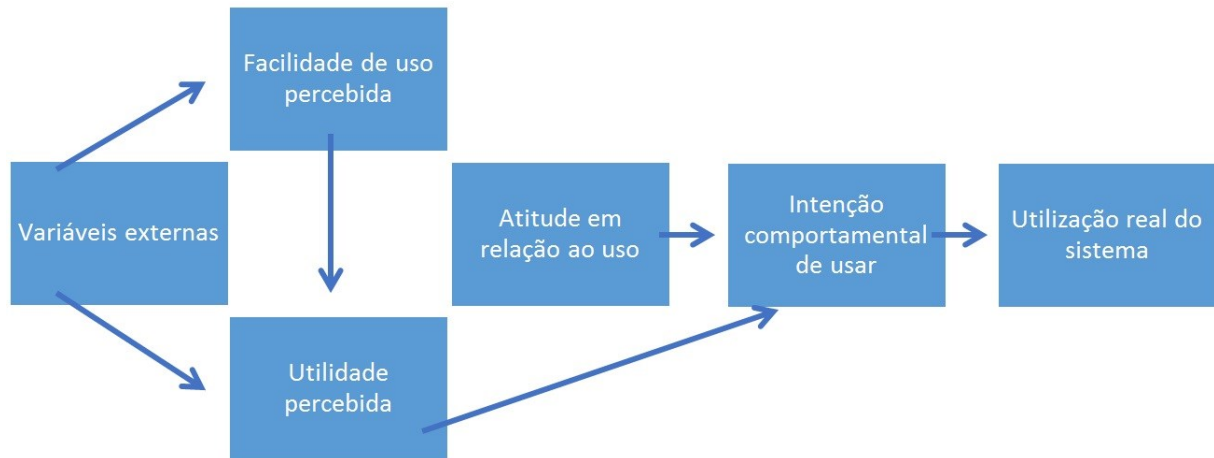 Facilidade de uso
percebida
Variáveis externas
Atitude em
relação ao uso
Intenção
comportamental
de usar
Utilização real do
sistema
Utilidade
percebida